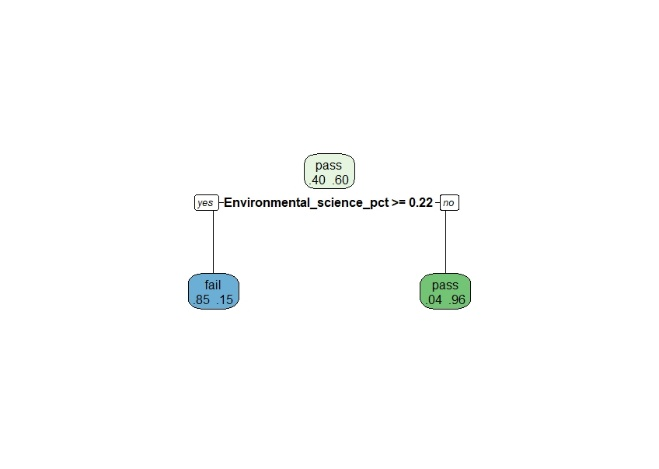 pass
.40 .60
yes Environmental_science_pct >= 0.22 no
fail
.85 .15
pass
.04 .96